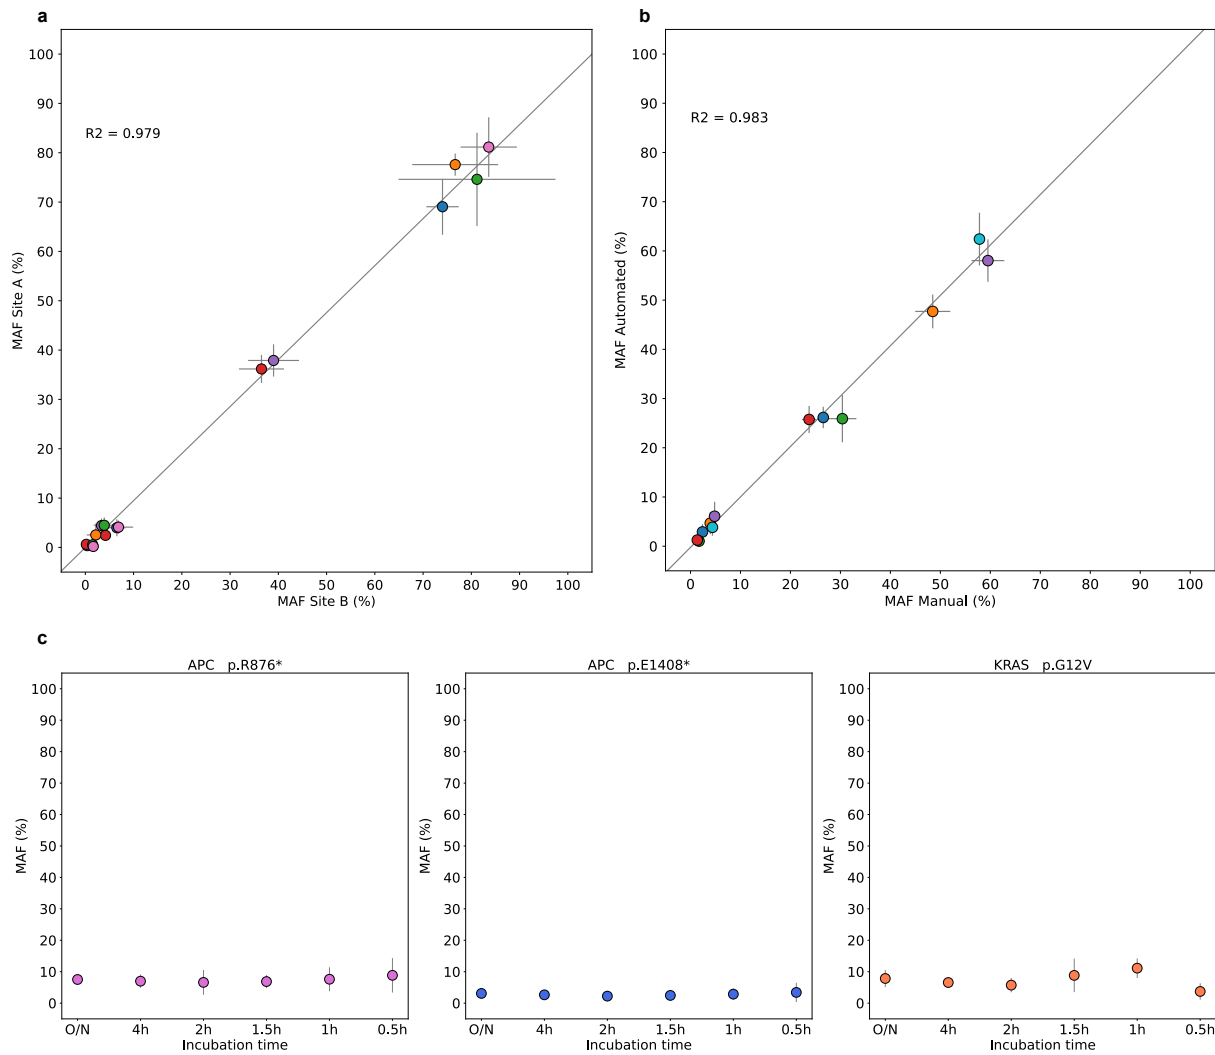 a
100
90
80
70
60
50
40
30
20
10
0
MAF Site A (%)
R2 = 0.979
0 10 20 30 40 50 60 70 80 90 100
MAF Site B (%)
b
100
90
80
70
60
50
40
30
20
10
0
MAF Automated (%)
R2 = 0.983
0 10 20 30 40 50 60 70 80 90 100
MAF Manual (%)
c
APC p.R876*
100
90
80
70
60
50
40
30
20
10
0
MAF (%)
O/N 4h 2h 1.5h 1h 0.5h
Incubation time
APC p.E1408*
100
90
80
70
60
50
40
30
20
10
0
MAF (%)
O/N 4h 2h 1.5h 1h 0.5h
Incubation time
KRAS p.G12V
100
90
80
70
60
50
40
30
20
10
0
MAF (%)
O/N 4h 2h 1.5h 1h 0.5h
Incubation time